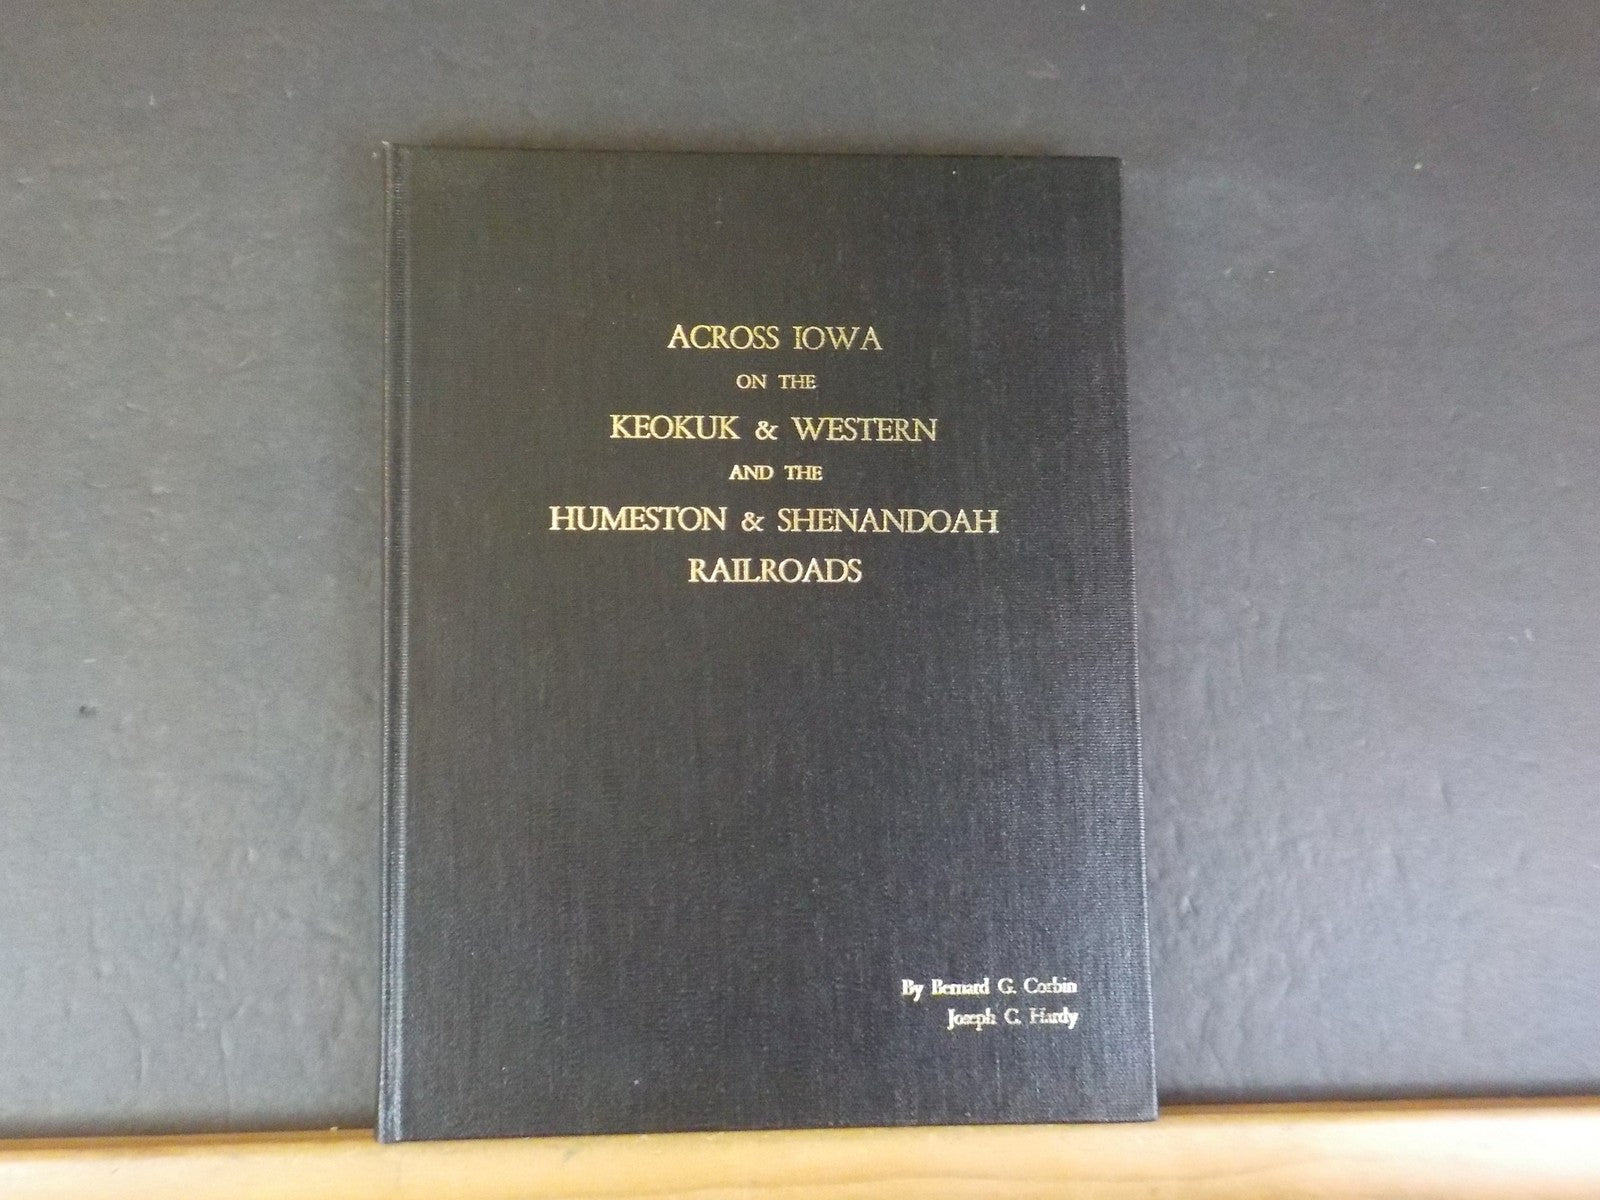 ACROSS IOWA
ON THE
KEOKUK & WESTERN
AND THE
HUMESTON & SHENANDOAH
RAILROADS
By Bernard G. Corbin
Joseph C. Hardy